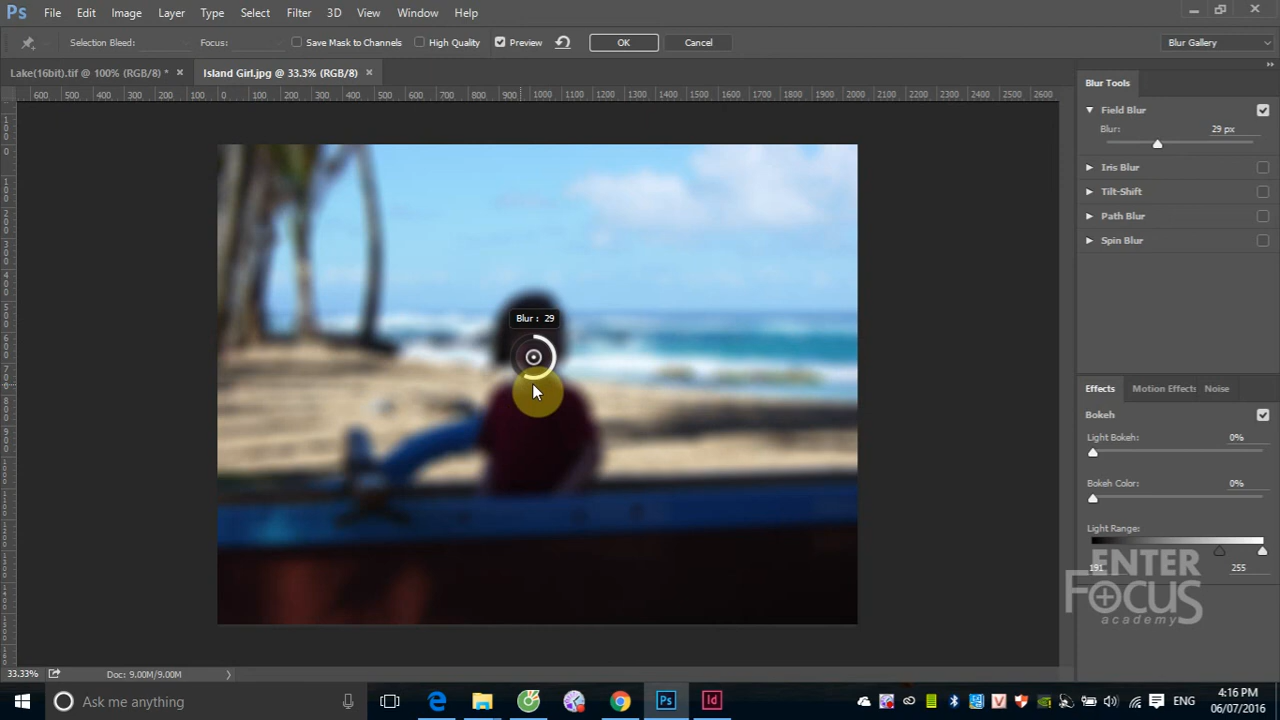 Ps File Edit Image Layer Type Select Filter 3D View Window Help
Selection Bleed: Focus: Save Mask to Channels High Quality Preview OK Cancel Blur Gallery
Lake(16bit).tif @ 100% (RGB/8) * × Island Girl.jpg @ 33.3% (RGB/8) ×
600 500 400 300 200 100 0 100 200 300 400 500 600 700 800 900 1000 1100 1200 1300 1400 1500 1600 1700 1800 1900 2000 2100 2200 2300 2400 2500 2600
Blur Tools
Field Blur
Blur: 29 px
Iris Blur
Tilt-Shift
Path Blur
Spin Blur
Blur : 29
Effects Motion Effects Noise
Bokeh
Light Bokeh: 0%
Bokeh Color: 0%
Light Range:
191 255
ENTER
FOCUS
academy
33.33% Doc: 9.00M/9.00M
Ask me anything
Ps Id
ENG
4:16 PM
06/07/2016